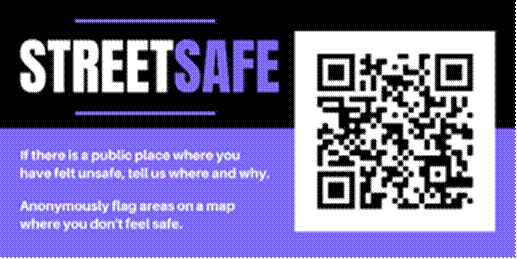 STREETSAFE
If there is a public place where you
have felt unsafe, tell us where and why.
Anonymously flag areas on a map
where you don't feel safe.